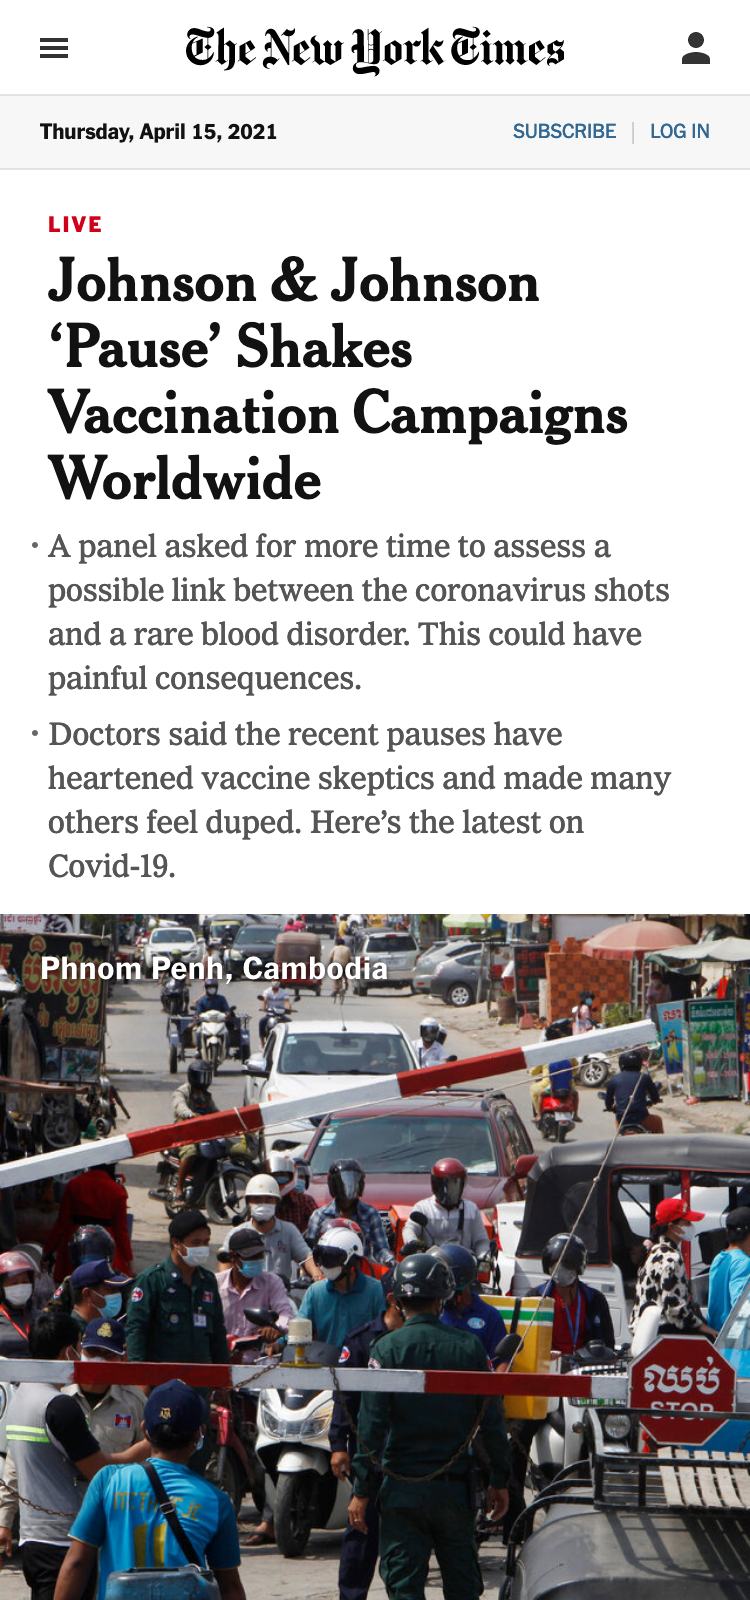 The New York Times
Thursday, April 15, 2021
SUBSCRIBE | LOG IN
LIVE
Johnson & Johnson
‘Pause’ Shakes
Vaccination Campaigns
Worldwide
• A panel asked for more time to assess a
possible link between the coronavirus shots
and a rare blood disorder. This could have
painful consequences.
• Doctors said the recent pauses have
heartened vaccine skeptics and made many
others feel duped. Here’s the latest on
Covid-19.
Phnom Penh, Cambodia
ឈប់
STOP
11